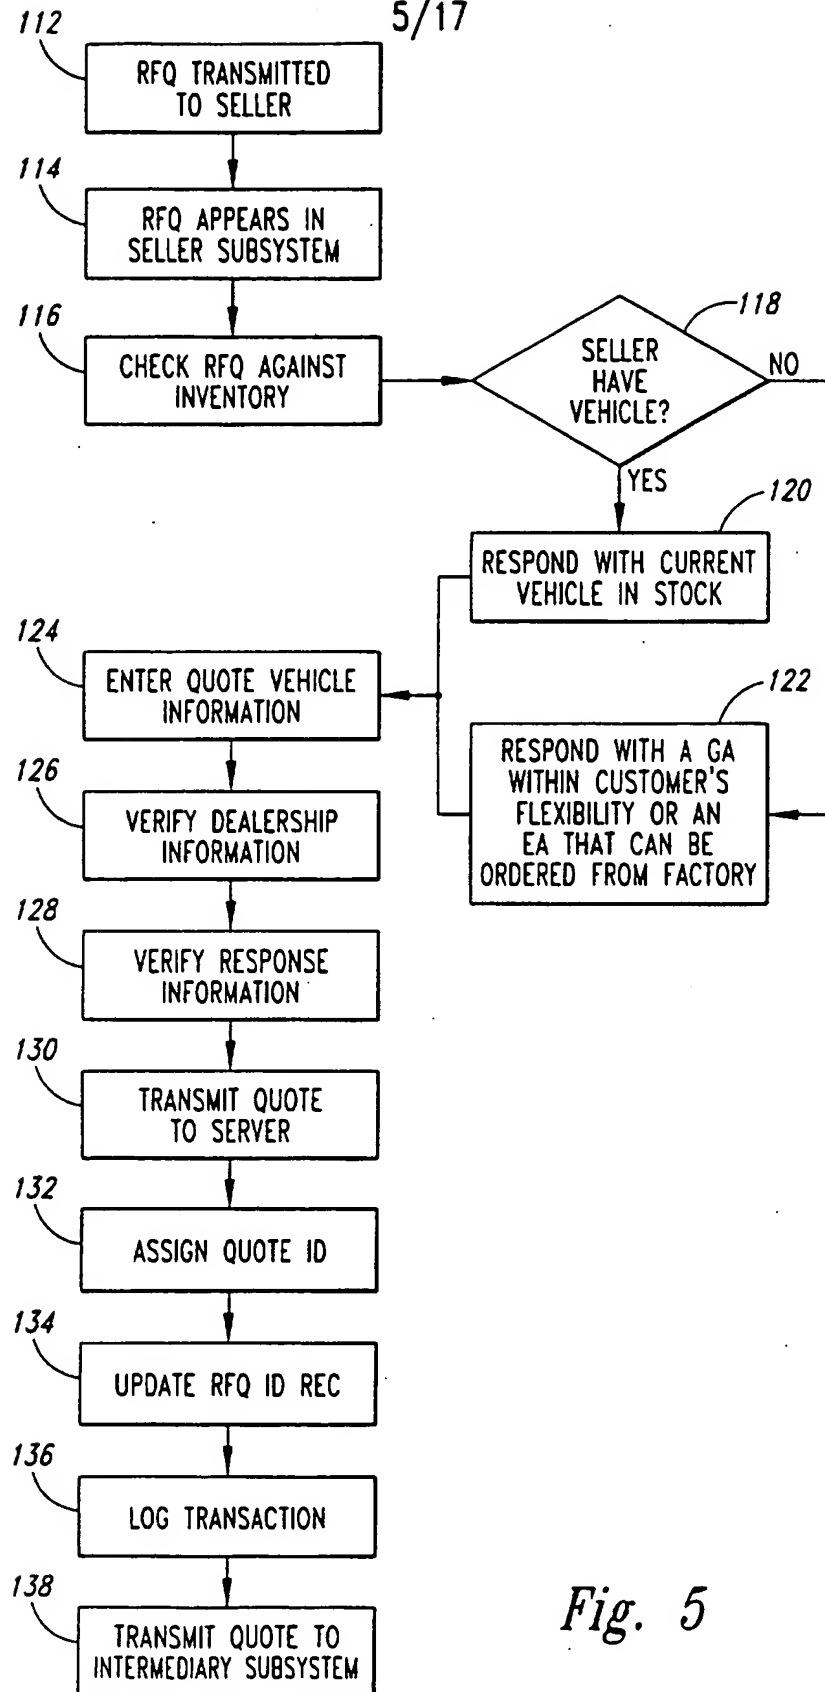 5/17
112
RFQ TRANSMITTED
TO SELLER
114
RFQ APPEARS IN
SELLER SUBSYSTEM
116
CHECK RFQ AGAINST
INVENTORY
118
SELLER
HAVE
VEHICLE?
NO
YES
120
RESPOND WITH CURRENT
VEHICLE IN STOCK
122
RESPOND WITH A GA
WITHIN CUSTOMER'S
FLEXIBILITY OR AN
EA THAT CAN BE
ORDERED FROM FACTORY
124
ENTER QUOTE VEHICLE
INFORMATION
126
VERIFY DEALERSHIP
INFORMATION
128
VERIFY RESPONSE
INFORMATION
130
TRANSMIT QUOTE
TO SERVER
132
ASSIGN QUOTE ID
134
UPDATE RFQ ID REC
136
LOG TRANSACTION
138
TRANSMIT QUOTE TO
INTERMEDIARY SUBSYSTEM
Fig. 5